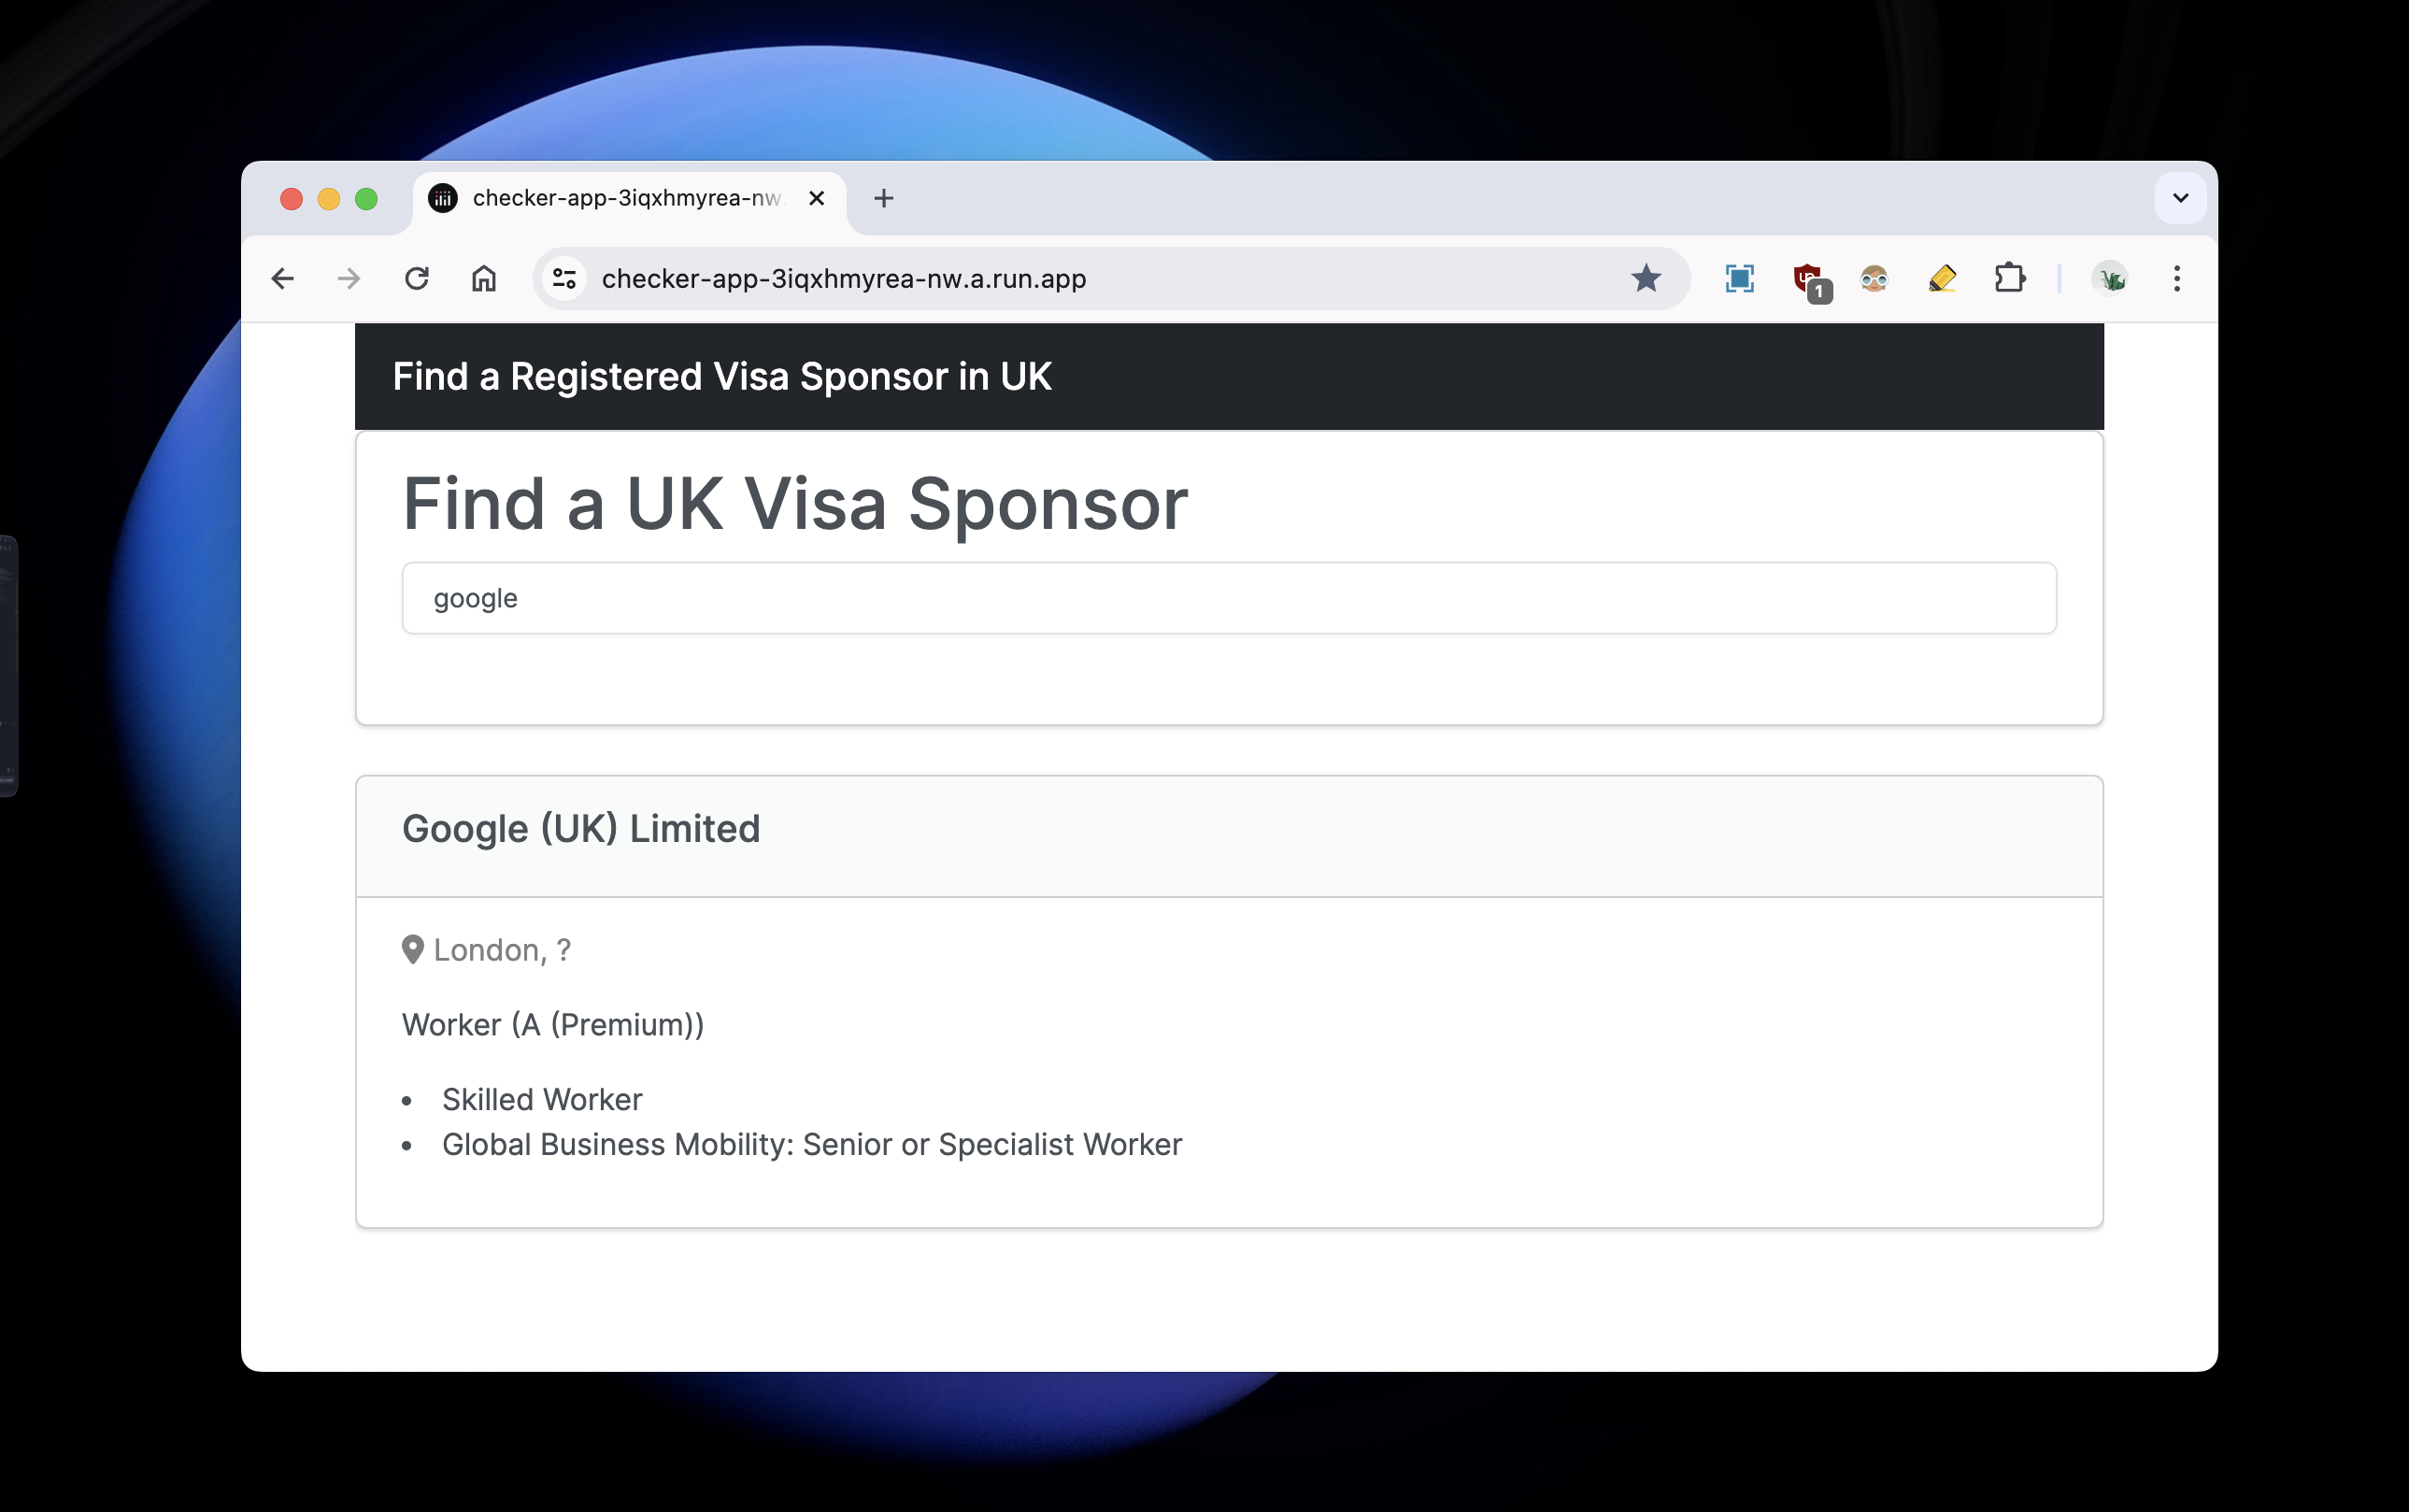 checker-app-3iqxhmyrea-nw
checker-app-3iqxhmyrea-nw.a.run.app
1
Find a Registered Visa Sponsor in UK
Find a UK Visa Sponsor
google
Google (UK) Limited
London, ?
Worker (A (Premium))
• Skilled Worker
• Global Business Mobility: Senior or Specialist Worker